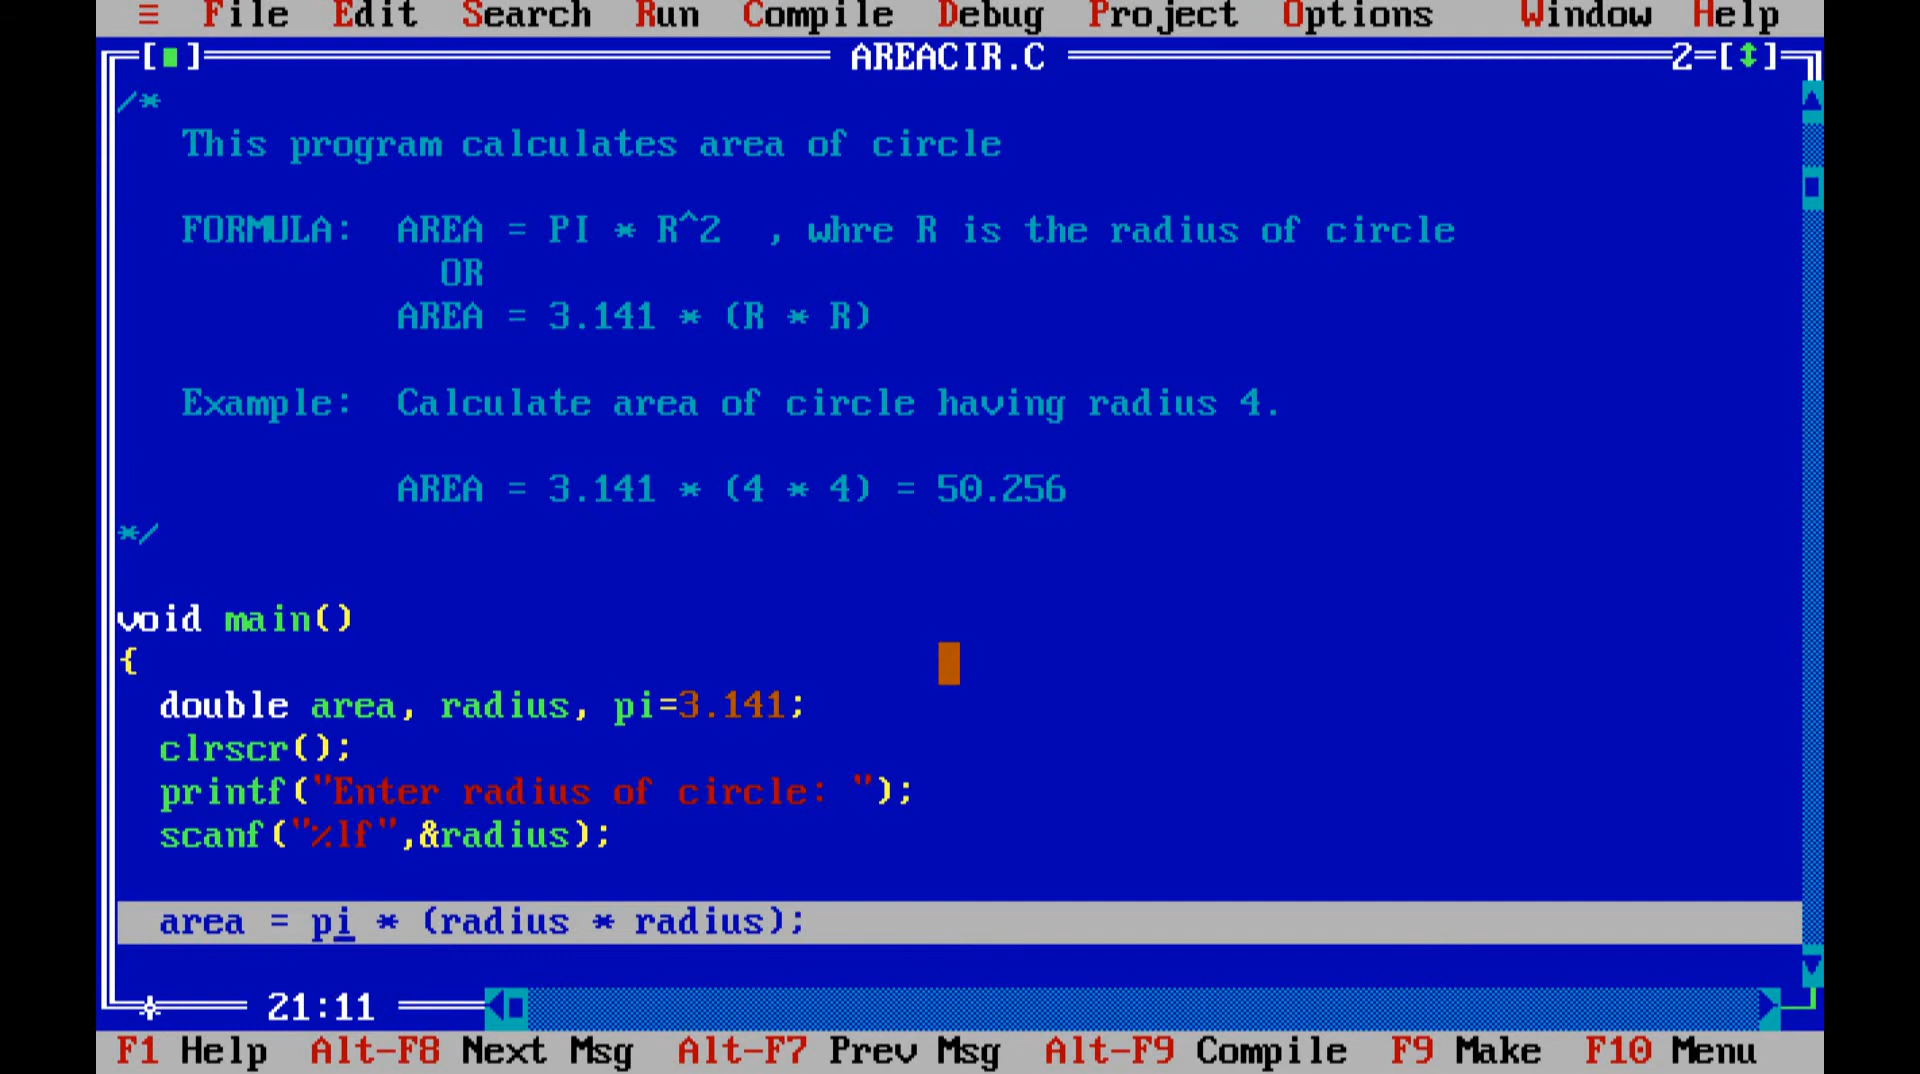 ≡ File Edit Search Run Compile Debug Project Options Window Help
[■] AREACIR.C 2=[↕]
/*
This program calculates area of circle
FORMULA: AREA = PI * R^2 , whre R is the radius of circle
OR
AREA = 3.141 * (R * R)
Example: Calculate area of circle having radius 4.
AREA = 3.141 * (4 * 4) = 50.256
*/
void main()
{
double area, radius, pi=3.141;
clrscr();
printf("Enter radius of circle: ");
scanf("%lf",&radius);
area = pi * (radius * radius);
21:11
F1 Help Alt-F8 Next Msg Alt-F7 Prev Msg Alt-F9 Compile F9 Make F10 Menu